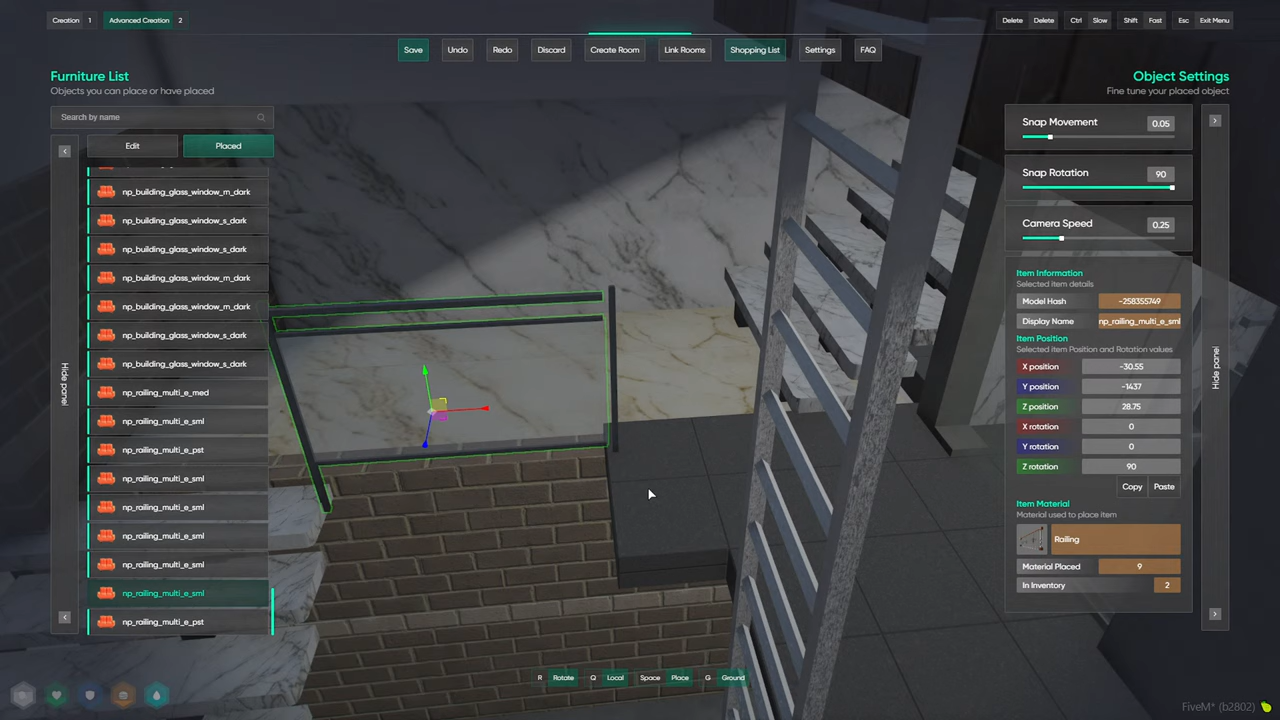 Creation 1
Advanced Creation 2
Delete Delete
Ctrl Slow
Shift Fast
Esc Exit Menu
Save
Undo
Redo
Discard
Create Room
Link Rooms
Shopping List
Settings
FAQ
Furniture List
Objects you can place or have placed
Search by name
Edit
Placed
Hide panel
np_building_glass_window_m_dark
np_building_glass_window_s_dark
np_building_glass_window_s_dark
np_building_glass_window_m_dark
np_building_glass_window_m_dark
np_building_glass_window_s_dark
np_building_glass_window_s_dark
np_railing_multi_e_med
np_railing_multi_e_sml
np_railing_multi_e_pst
np_railing_multi_e_sml
np_railing_multi_e_sml
np_railing_multi_e_sml
np_railing_multi_e_sml
np_railing_multi_e_sml
np_railing_multi_e_pst
Object Settings
Fine tune your placed object
Snap Movement 0.05
Snap Rotation 90
Camera Speed 0.25
Item Information
Selected item details
Model Hash -258355749
Display Name np_railing_multi_e_sml
Item Position
Selected item Position and Rotation values
X position -30.55
Y position -1437
Z position 28.75
X rotation 0
Y rotation 0
Z rotation 90
Copy Paste
Item Material
Material used to place item
Railing
Material Placed 9
In Inventory 2
Hide panel
R Rotate Q Local Space Place G Ground
FiveM* (b2802)